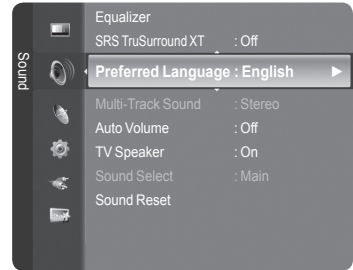 Sound
Equalizer
SRS TruSurround XT : Off
Preferred Language : English
Multi-Track Sound : Stereo
Auto Volume : Off
TV Speaker : On
Sound Select : Main
Sound Reset